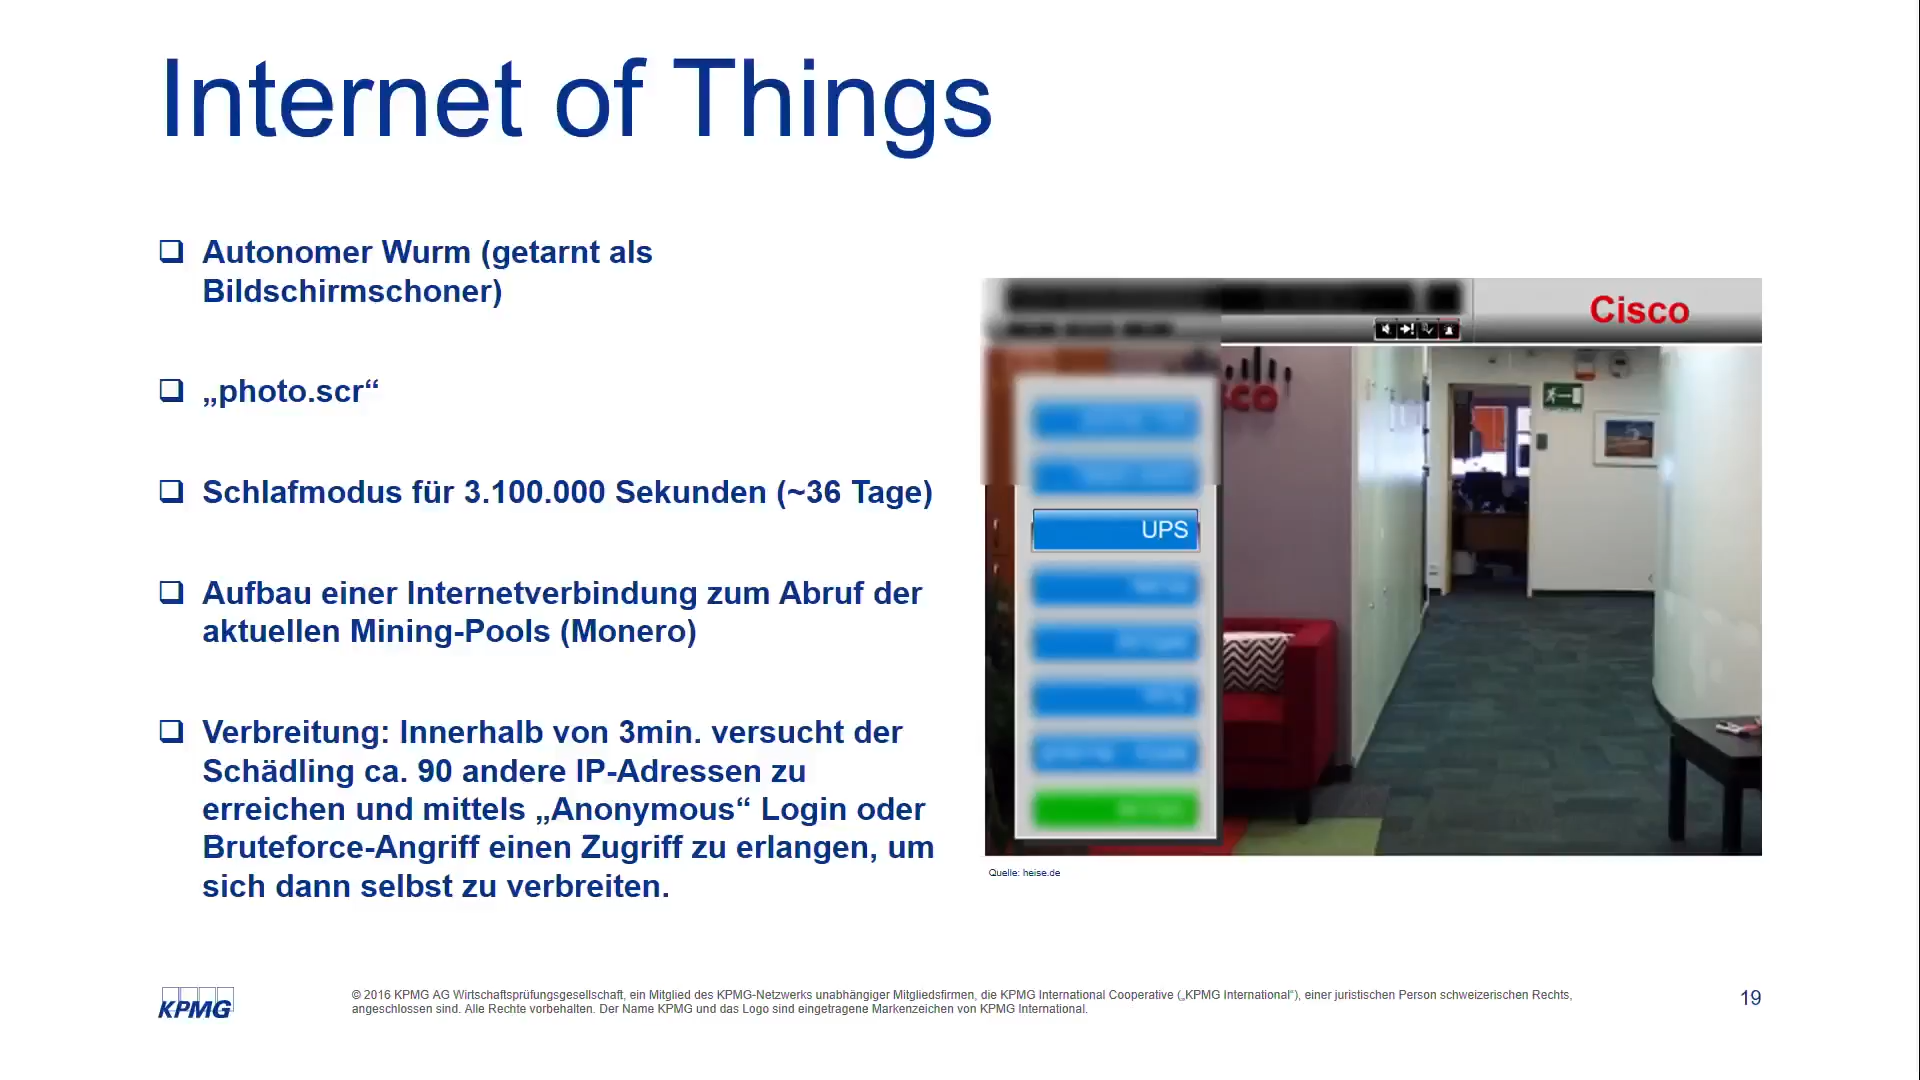 Internet of Things
❑ Autonomer Wurm (getarnt als
Bildschirmschoner)
❑ „photo.scr“
❑ Schlafmodus für 3.100.000 Sekunden (~36 Tage)
❑ Aufbau einer Internetverbindung zum Abruf der
aktuellen Mining-Pools (Monero)
❑ Verbreitung: Innerhalb von 3min. versucht der
Schädling ca. 90 andere IP-Adressen zu
erreichen und mittels „Anonymous“ Login oder
Bruteforce-Angriff einen Zugriff zu erlangen, um
sich dann selbst zu verbreiten.
Cisco
UPS
Quelle: heise.de
KPMG
© 2016 KPMG AG Wirtschaftsprüfungsgesellschaft, ein Mitglied des KPMG-Netzwerks unabhängiger Mitgliedsfirmen, die KPMG International Cooperative („KPMG International“), einer juristischen Person schweizerischen Rechts,
angeschlossen sind. Alle Rechte vorbehalten. Der Name KPMG und das Logo sind eingetragene Markenzeichen von KPMG International.
19